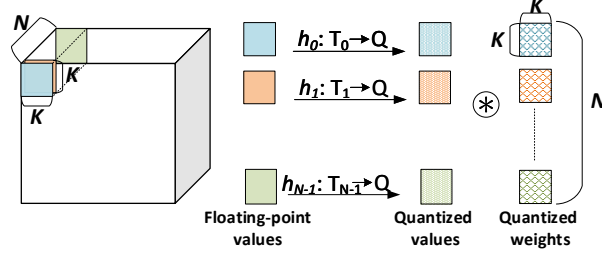 N
K
K
h0: T0→Q
h1: T1→Q
hN-1: TN-1→Q
Floating-point
values
Quantized
values
K
K
N
Quantized
weights